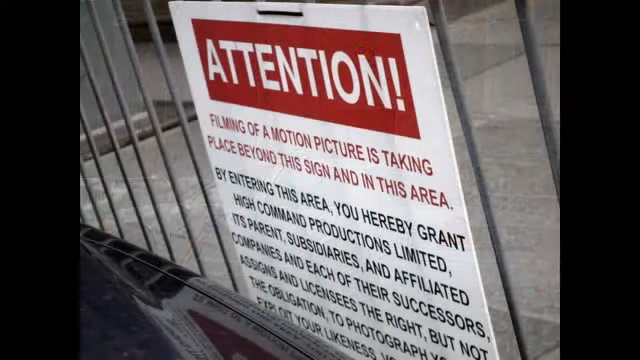 ATTENTION!
FILMING OF A MOTION PICTURE IS TAKING
PLACE BEYOND THIS SIGN AND IN THIS AREA.
BY ENTERING THIS AREA, YOU HEREBY GRANT
HIGH COMMAND PRODUCTIONS LIMITED,
ITS PARENT, SUBSIDIARIES, AND AFFILIATED
COMPANIES AND EACH OF THEIR SUCCESSORS,
ASSIGNS AND LICENSEES THE RIGHT, BUT NOT
THE OBLIGATION, TO PHOTOGRAPH
EXPLOIT YOUR LIKENESS,